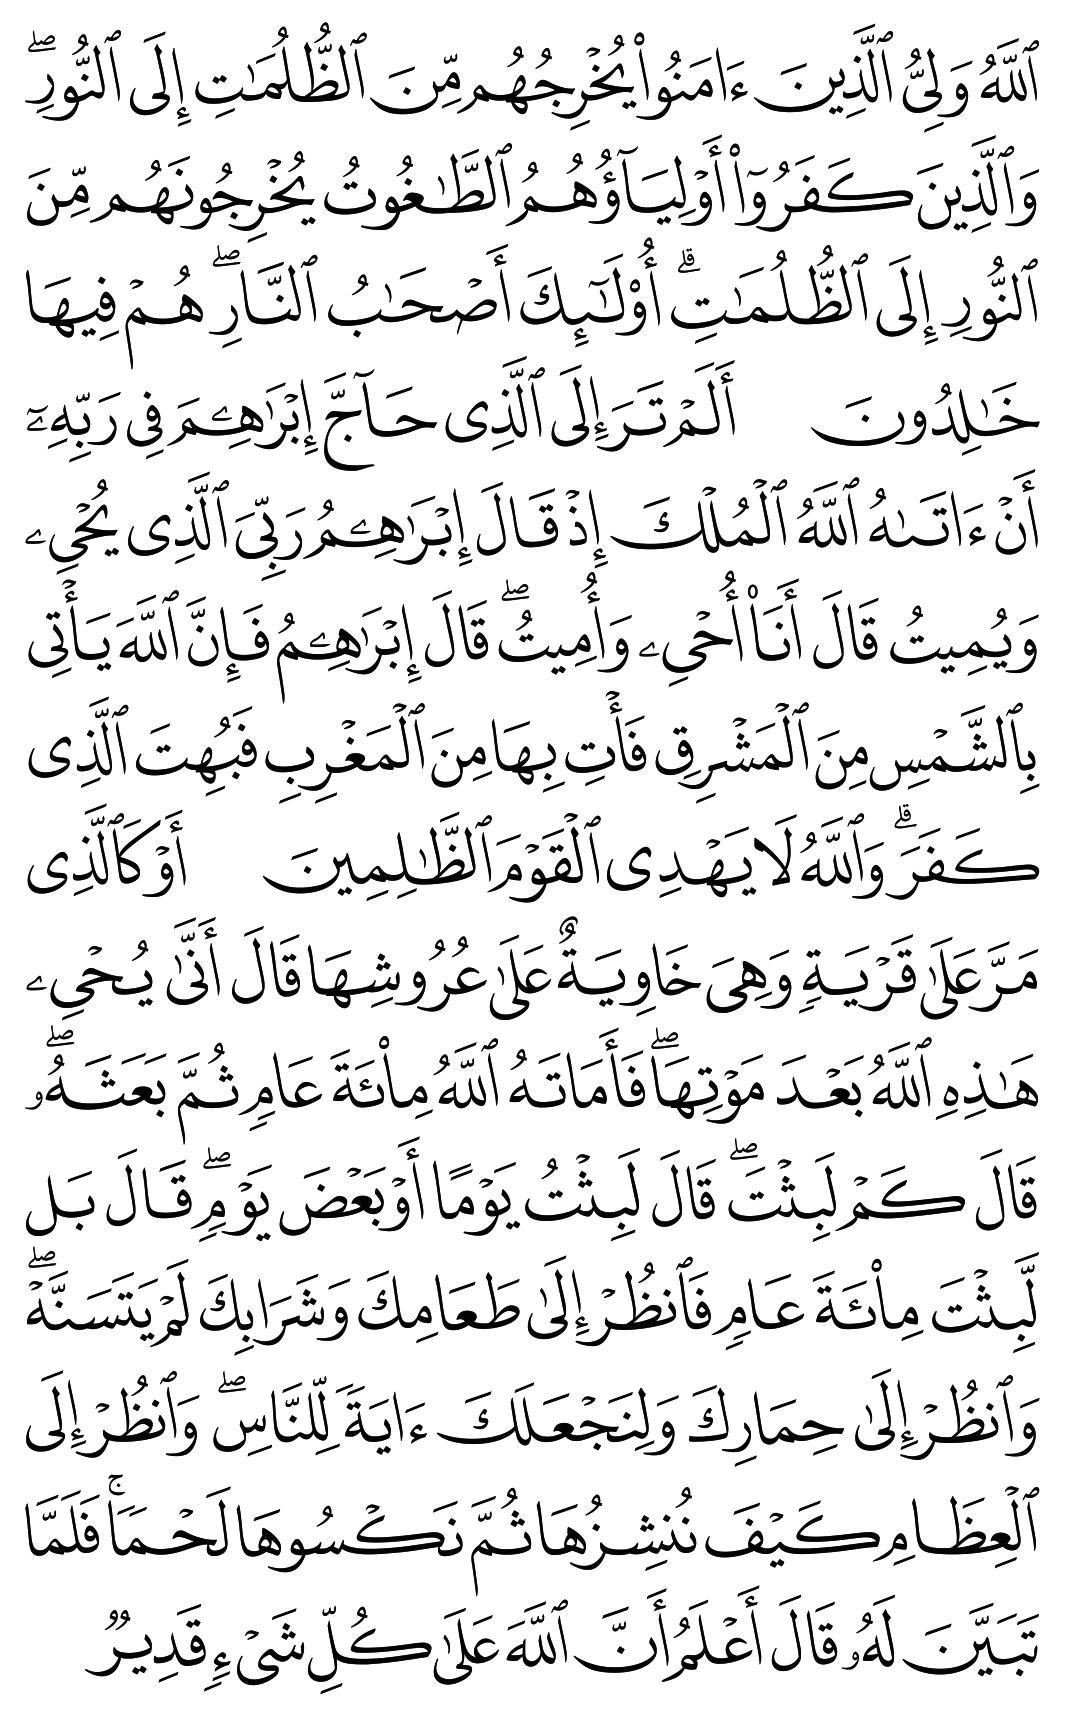 ٱللَّهُ وَلِىُّ ٱلَّذِينَ ءَامَنُوا۟ يُخْرِجُهُم مِّنَ ٱلظُّلُمَـٰتِ إِلَى ٱلنُّورِ ۖ
وَٱلَّذِينَ كَفَرُوٓا۟ أَوْلِيَآؤُهُمُ ٱلطَّـٰغُوتُ يُخْرِجُونَهُم مِّنَ
ٱلنُّورِ إِلَى ٱلظُّلُمَـٰتِ ۗ أُو۟لَـٰٓئِكَ أَصْحَـٰبُ ٱلنَّارِ ۖ هُمْ فِيهَا
خَـٰلِدُونَ أَلَمْ تَرَ إِلَى ٱلَّذِى حَآجَّ إِبْرَٰهِـۧمَ فِى رَبِّهِۦٓ
أَنْ ءَاتَىٰهُ ٱللَّهُ ٱلْمُلْكَ إِذْ قَالَ إِبْرَٰهِـۧمُ رَبِّىَ ٱلَّذِى يُحْىِۦ
وَيُمِيتُ قَالَ أَنَا۠ أُحْىِۦ وَأُمِيتُ ۖ قَالَ إِبْرَٰهِـۧمُ فَإِنَّ ٱللَّهَ يَأْتِى
بِٱلشَّمْسِ مِنَ ٱلْمَشْرِقِ فَأْتِ بِهَا مِنَ ٱلْمَغْرِبِ فَبُهِتَ ٱلَّذِى
كَفَرَ ۗ وَٱللَّهُ لَا يَهْدِى ٱلْقَوْمَ ٱلظَّـٰلِمِينَ أَوْ كَٱلَّذِى
مَرَّ عَلَىٰ قَرْيَةٍ وَهِىَ خَاوِيَةٌ عَلَىٰ عُرُوشِهَا قَالَ أَنَّىٰ يُحْىِۦ
هَـٰذِهِ ٱللَّهُ بَعْدَ مَوْتِهَا ۖ فَأَمَاتَهُ ٱللَّهُ مِا۟ئَةَ عَامٍ ثُمَّ بَعَثَهُۥ ۖ
قَالَ كَمْ لَبِثْتَ ۖ قَالَ لَبِثْتُ يَوْمًا أَوْ بَعْضَ يَوْمٍ ۖ قَالَ بَل
لَّبِثْتَ مِا۟ئَةَ عَامٍ فَٱنظُرْ إِلَىٰ طَعَامِكَ وَشَرَابِكَ لَمْ يَتَسَنَّهْ ۖ
وَٱنظُرْ إِلَىٰ حِمَارِكَ وَلِنَجْعَلَكَ ءَايَةً لِّلنَّاسِ ۖ وَٱنظُرْ إِلَى
ٱلْعِظَامِ كَيْفَ نُنشِزُهَا ثُمَّ نَكْسُوهَا لَحْمًا ۚ فَلَمَّا
تَبَيَّنَ لَهُۥ قَالَ أَعْلَمُ أَنَّ ٱللَّهَ عَلَىٰ كُلِّ شَىْءٍ قَدِيرٌ